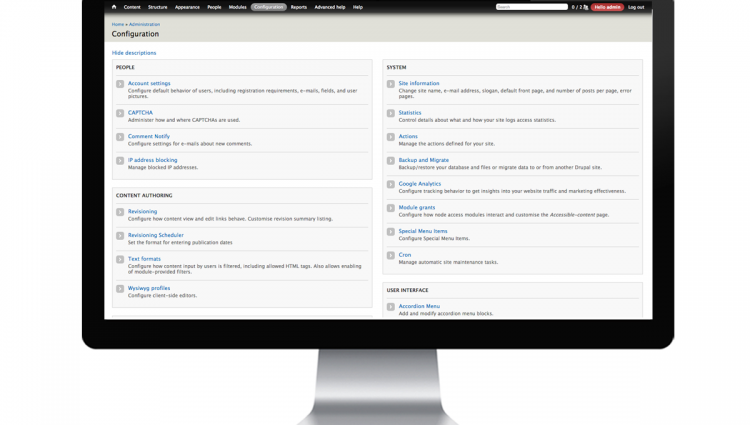 Content Structure Appearance People Modules Configuration Reports Advanced help Help Search 0 / 2 Hello admin Log out
Home » Administration
Configuration
Hide descriptions
PEOPLE
Account settings
Configure default behavior of users, including registration requirements, e-mails, fields, and user
pictures.
CAPTCHA
Administer how and where CAPTCHAs are used.
Comment Notify
Configure settings for e-mails about new comments.
IP address blocking
Manage blocked IP addresses.
CONTENT AUTHORING
Revisioning
Configure how content view and edit links behave. Customise revision summary listing.
Revisioning Scheduler
Set the format for entering publication dates
Text formats
Configure how content input by users is filtered, including allowed HTML tags. Also allows enabling
of module-provided filters.
Wysiwyg profiles
Configure client-side editors.
SYSTEM
Site information
Change site name, e-mail address, slogan, default front page, and number of posts per page, error
pages.
Statistics
Control details about what and how your site logs access statistics.
Actions
Manage the actions defined for your site.
Backup and Migrate
Backup/restore your database and files or migrate data to or from another Drupal site.
Google Analytics
Configure tracking behavior to get insights into your website traffic and marketing effectiveness.
Module grants
Configure how node access modules interact and customise the Accessible-content page.
Special Menu Items
Configure Special Menu Items.
Cron
Manage automatic site maintenance tasks.
USER INTERFACE
Accordion Menu
Add and modify accordion menu blocks.